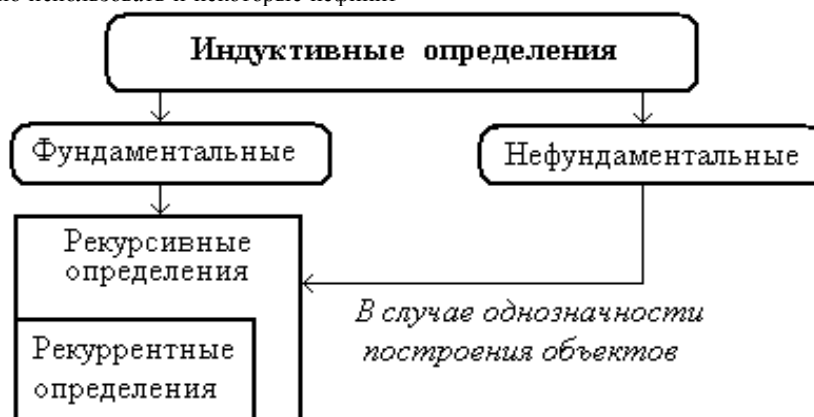 Индуктивные определения
Фундаментальные
Нефундаментальные
Рекурсивные
определения
В случае однозначности
построения объектов
Рекуррентные
определения